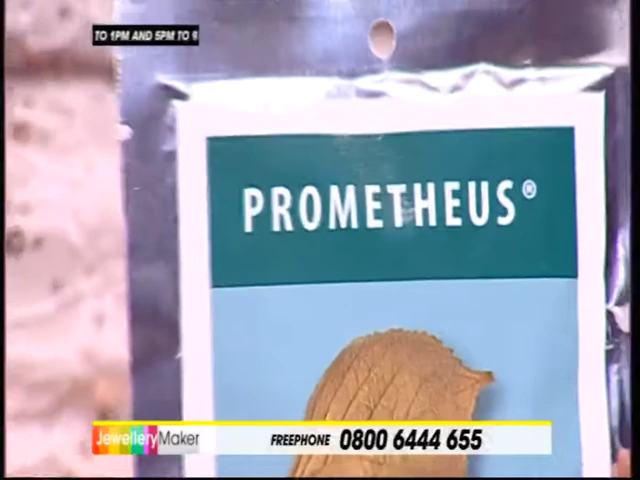 TO 1PM AND 5PM TO 9
PROMETHEUS®
JewelleryMaker FREEPHONE 0800 6444 655